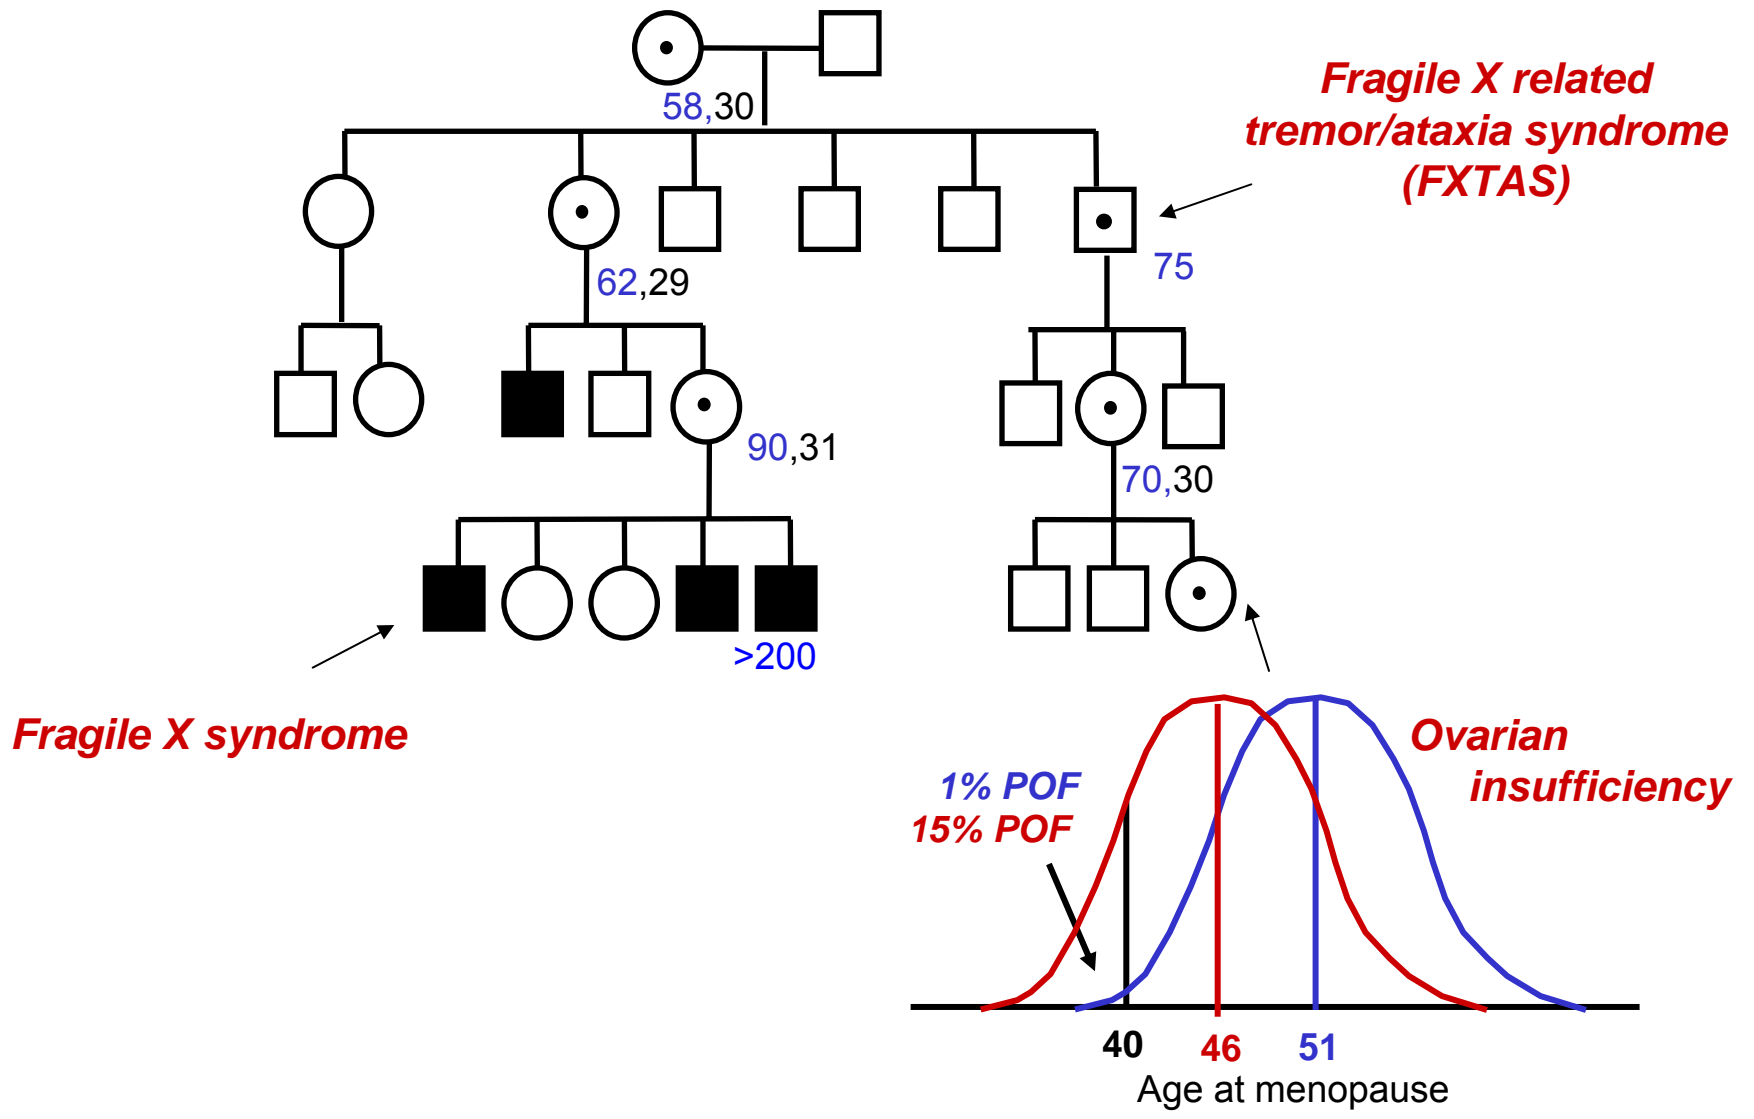 58,30
Fragile X related
tremor/ataxia syndrome
(FXTAS)
62,29
75
90,31
70,30
>200
Fragile X syndrome
Ovarian
insufficiency
1% POF
15% POF
40
46
51
Age at menopause